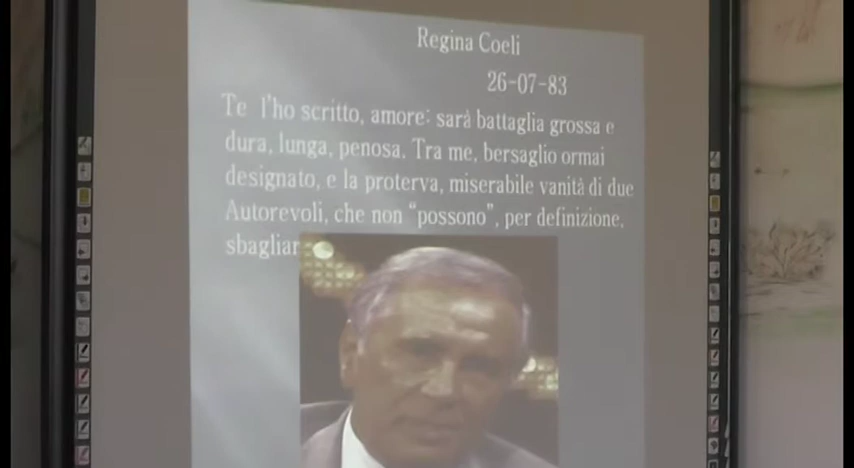 Regina Coeli
26-07-83
Te l'ho scritto, amore: sarà battaglia grossa e
dura, lunga, penosa. Tra me, bersaglio ormai
designato, e la proterva, miserabile vanità di due
Autorevoli, che non “possono”, per definizione,
sbagliar